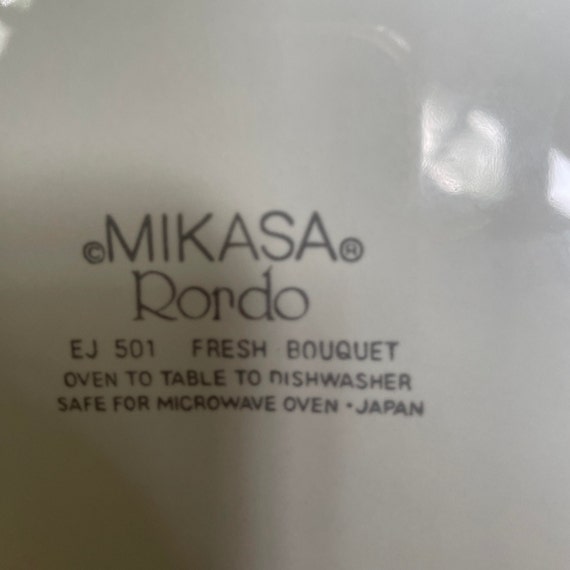 ©MIKASA®
Rondo
EJ 501 FRESH BOUQUET
OVEN TO TABLE TO DISHWASHER
SAFE FOR MICROWAVE OVEN · JAPAN